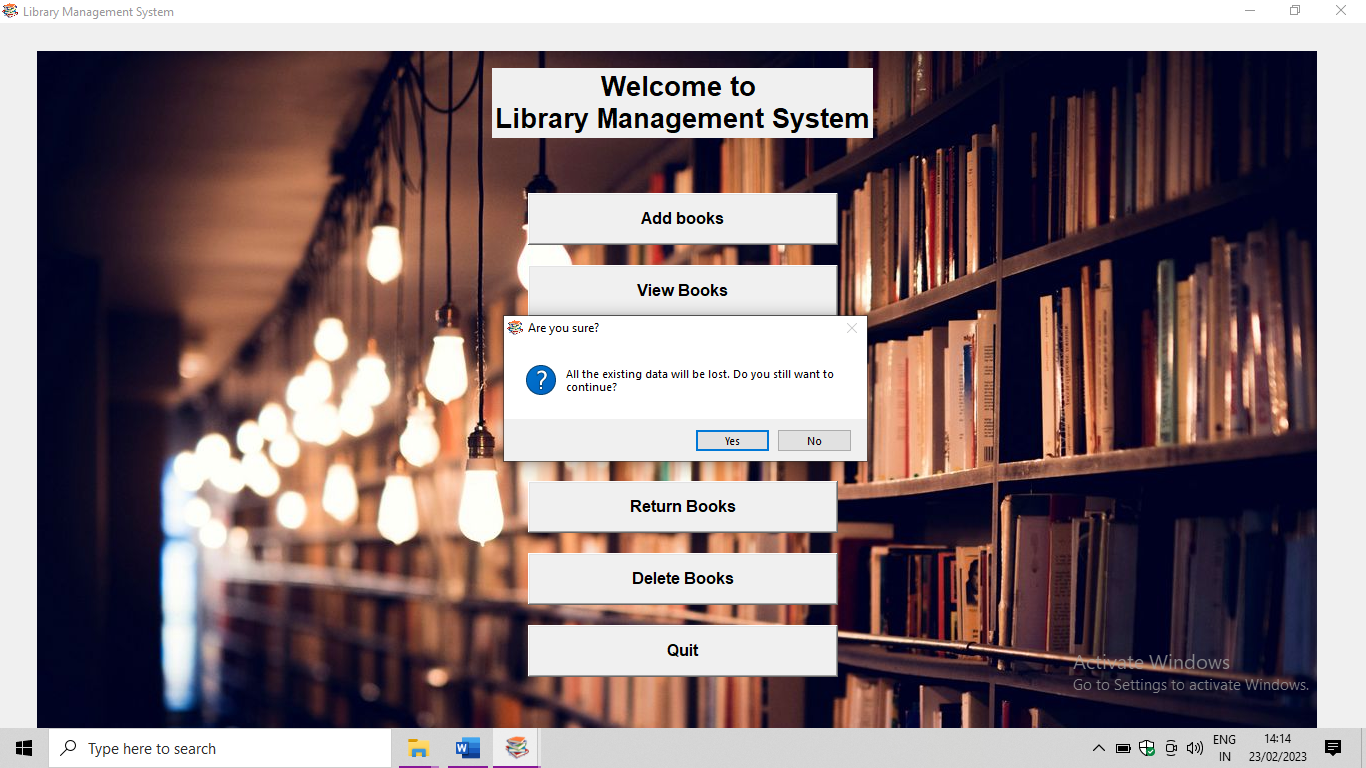 Library Management System
Welcome to
Library Management System
Add books
View Books
Are you sure?
?
All the existing data will be lost. Do you still want to
continue?
Yes
No
Return Books
Delete Books
Quit
Activate Windows
Go to Settings to activate Windows.
Type here to search
W
ENG
IN
14:14
23/02/2023